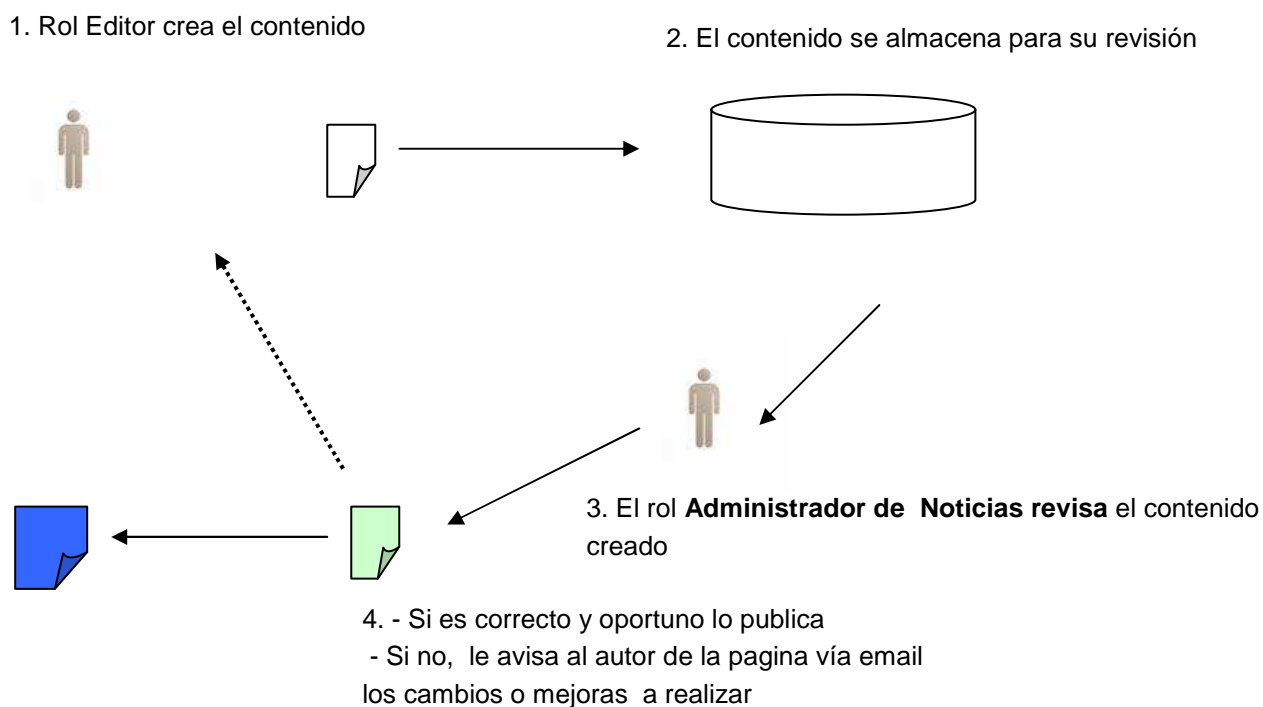 1. Rol Editor crea el contenido
2. El contenido se almacena para su revisión
3. El rol Administrador de Noticias revisa el contenido
creado
4. - Si es correcto y oportuno lo publica
- Si no, le avisa al autor de la pagina vía email
los cambios o mejoras a realizar